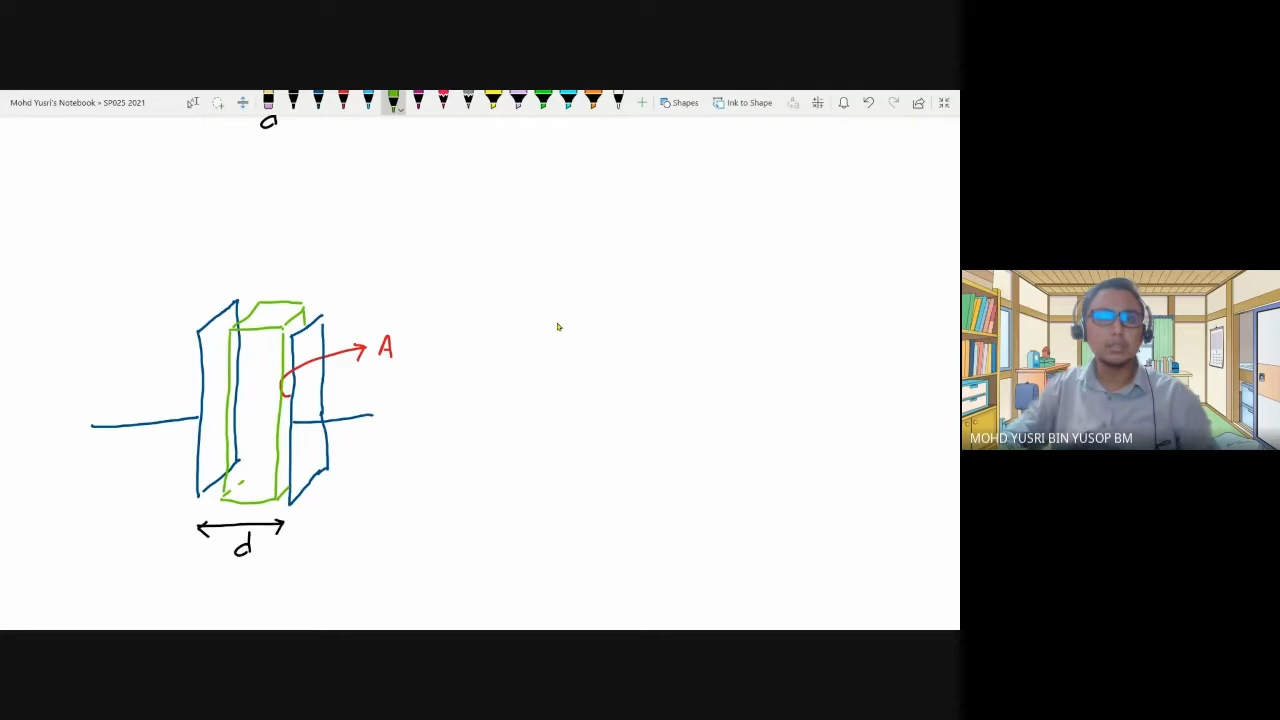 Mohd Yusri's Notebook » SP025 2021
Shapes
Ink to Shape
d
A
d
MOHD YUSRI BIN YUSOP BM